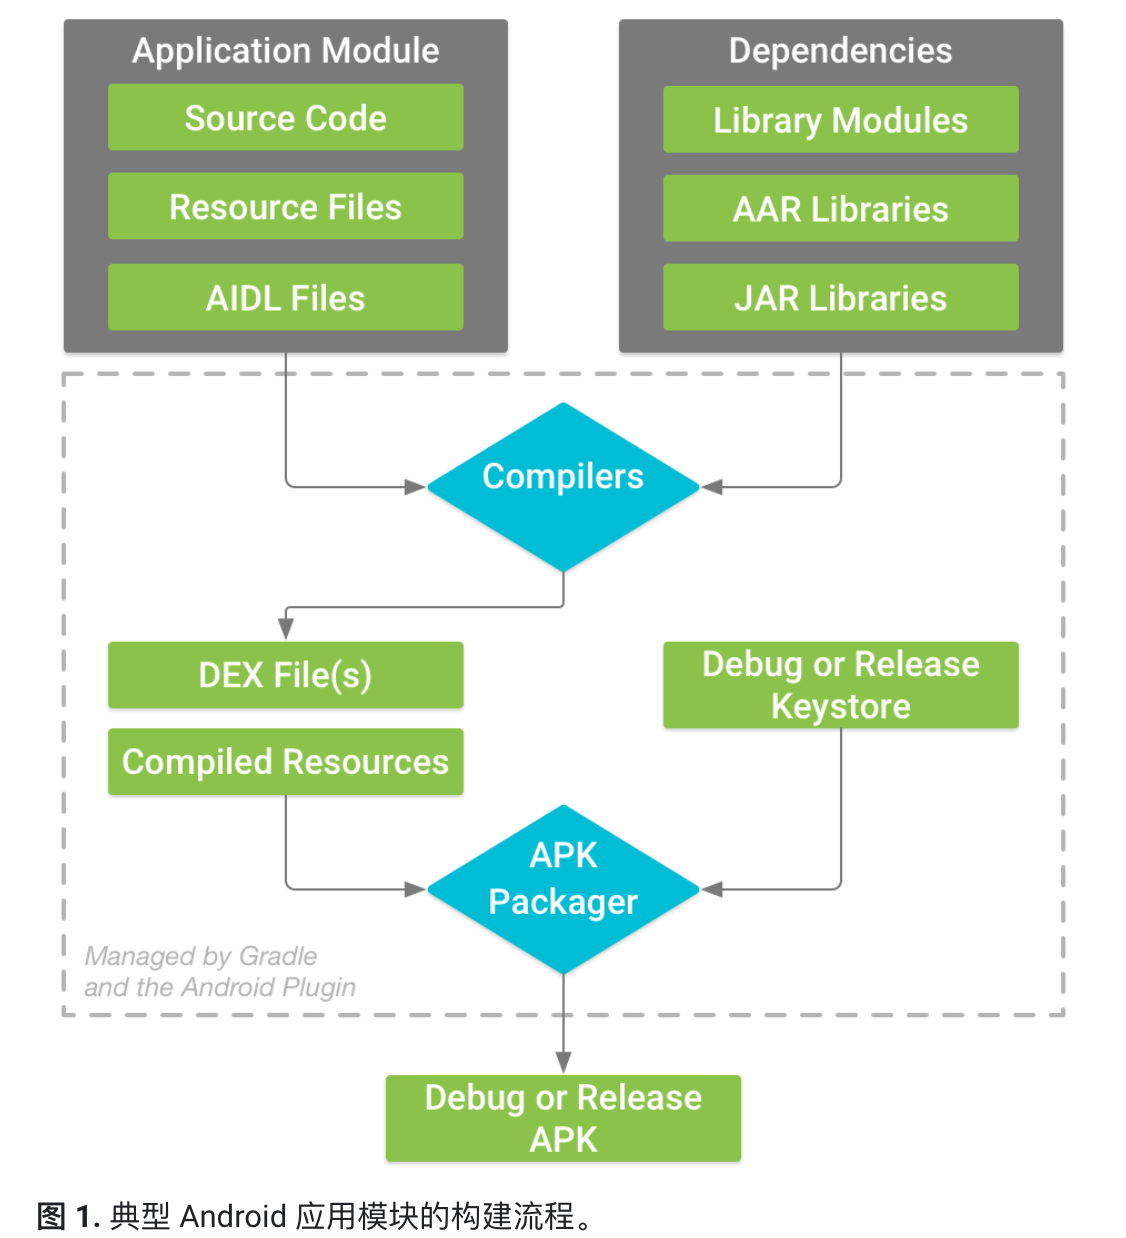 Application Module
Source Code
Resource Files
AIDL Files
Dependencies
Library Modules
AAR Libraries
JAR Libraries
Compilers
DEX File(s)
Compiled Resources
Debug or Release
Keystore
APK
Packager
Managed by Gradle
and the Android Plugin
Debug or Release
APK
图 1. 典型 Android 应用模块的构建流程。